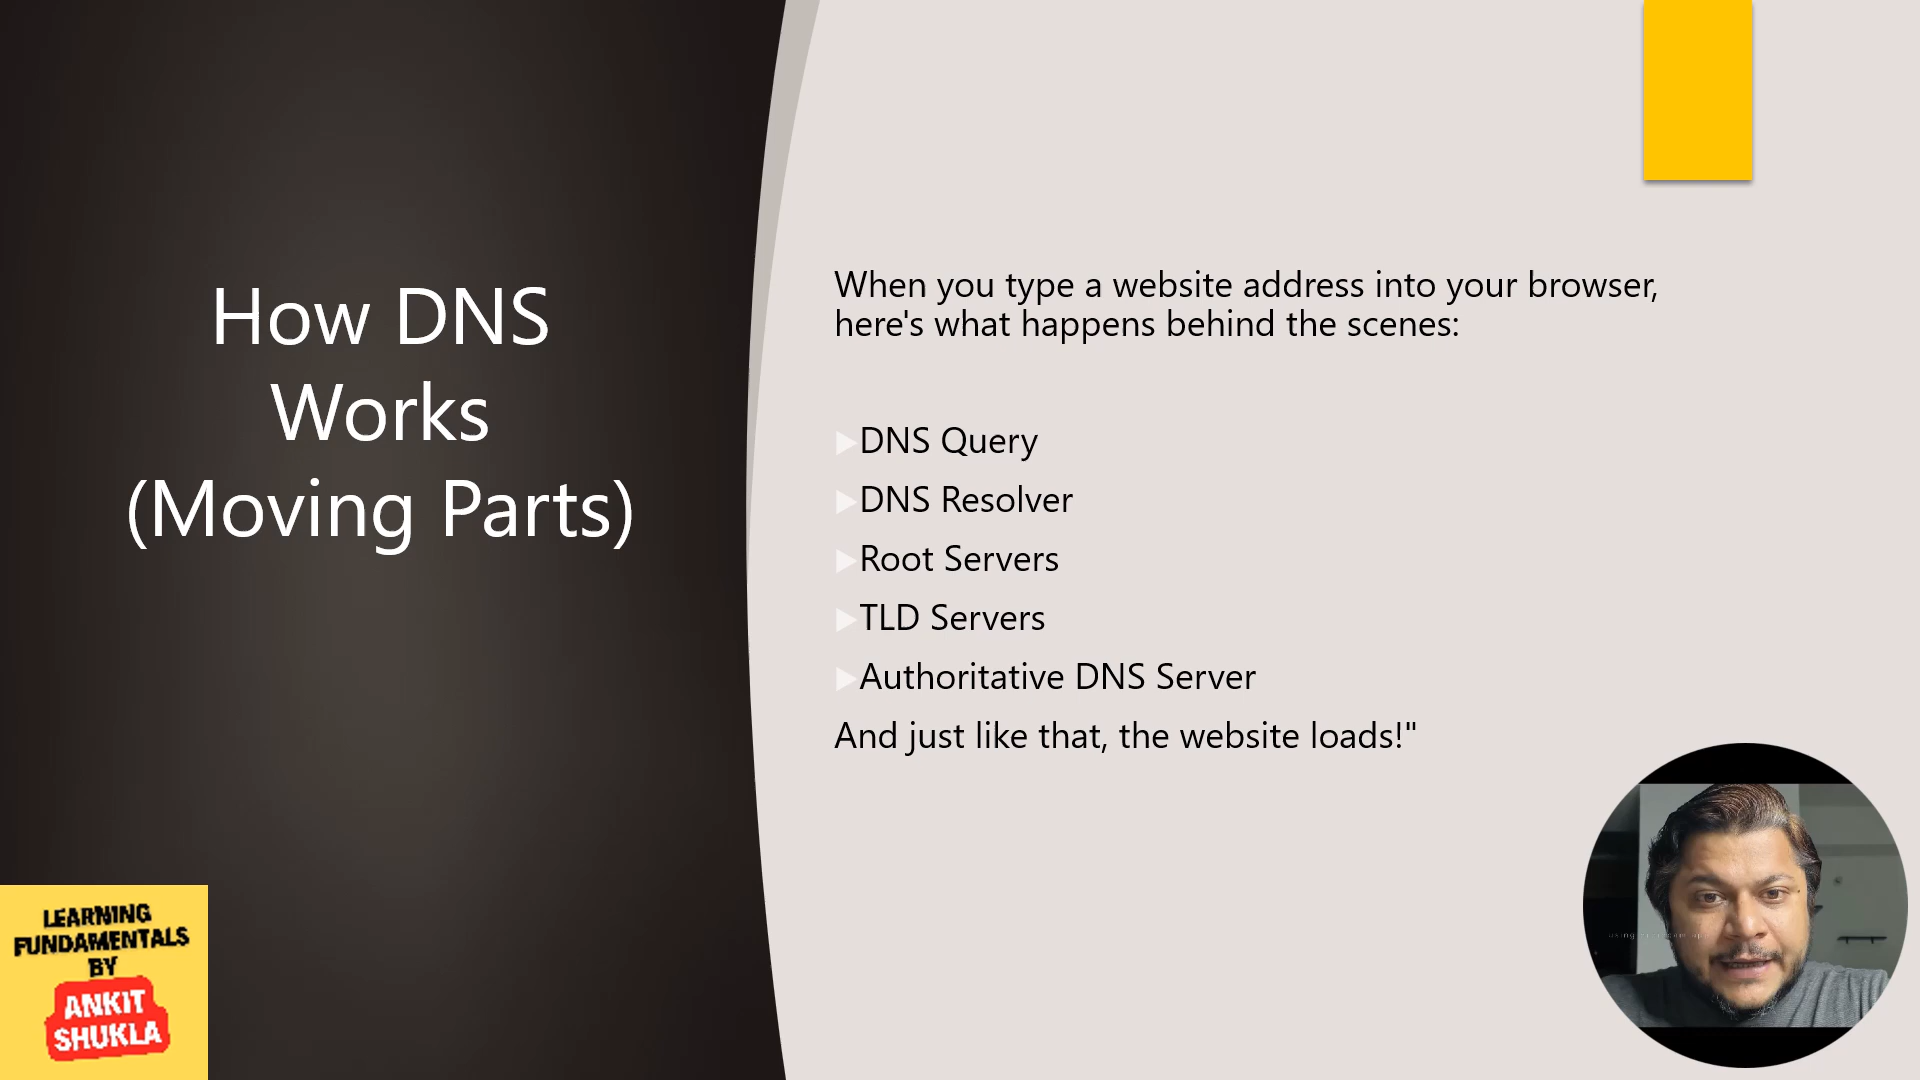 How DNS
Works
(Moving Parts)
When you type a website address into your browser,
here's what happens behind the scenes:
DNS Query
DNS Resolver
Root Servers
TLD Servers
Authoritative DNS Server
And just like that, the website loads!"
LEARNING
FUNDAMENTALS
BY
ANKIT
SHUKLA